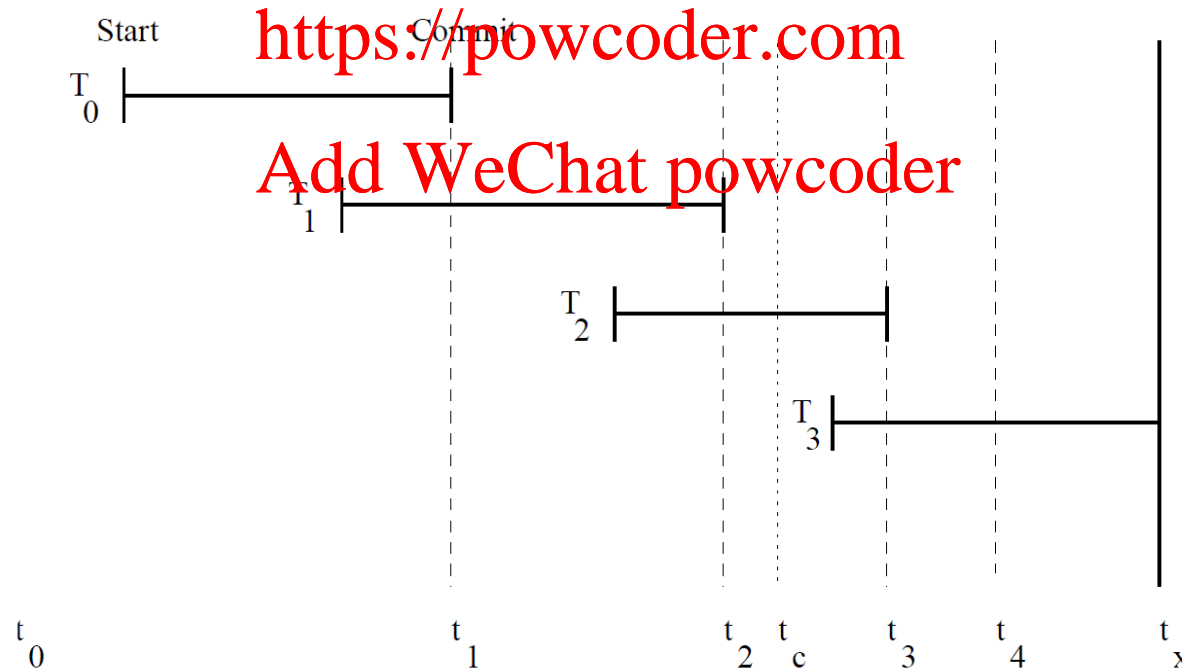 https://powcoder.com
Start Commit
T0
Add WeChat powcoder
T1
T2
T3
t0 t1 t2 tc t3 t4 tx